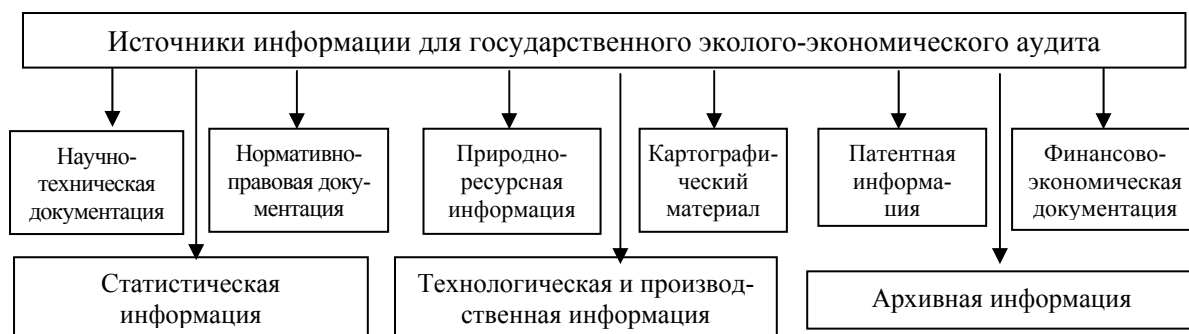 Источники информации для государственного эколого-экономического аудита
Научно-
техническая
документация
Нормативно-
правовая доку-
ментация
Природно-
ресурсная
информация
Картографи-
ческий
материал
Патентная
информа-
ция
Финансово-
экономическая
документация
Статистическая
информация
Технологическая и производ-
ственная информация
Архивная информация